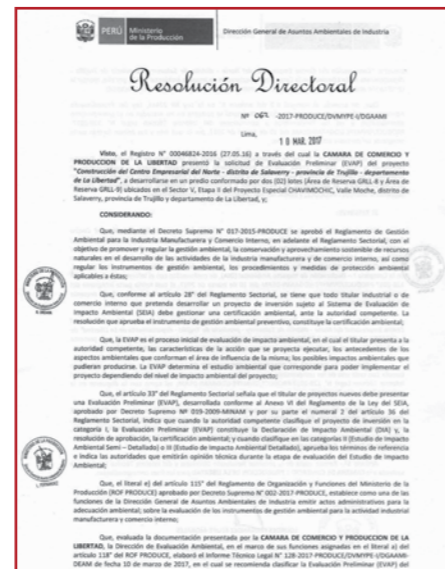 PERÚ
Ministerio
de la Producción
Dirección General de Asuntos Ambientales de Industria
Resolución Directoral
Nº 062 -2017-PRODUCE/DVMYPE-I/DGAAMI
Lima,
10 MAR. 2017
Visto, el Registro N° 00046824-2016 (27.05.16) a través del cual la CAMARA DE COMERCIO Y
PRODUCCION DE LA LIBERTAD presentó la solicitud de Evaluación Preliminar (EVAP) del proyecto
"Construcción del Centro Empresarial del Norte - distrito de Salaverry - provincia de Trujillo - departamento
de La Libertad", a desarrollarse en un predio conformado por dos (02) lotes (Área de Reserva GRLL-8 y Área de
Reserva GRLL-9) ubicados en el Sector V, Etapa II del Proyecto Especial CHAVIMOCHIC, Valle Moche, distrito de
Salaverry, provincia de Trujillo y departamento de La Libertad, y;
CONSIDERANDO:
Que, mediante el Decreto Supremo N° 017-2015-PRODUCE se aprobó el Reglamento de Gestión
Ambiental para la Industria Manufacturera y Comercio Interno, en adelante el Reglamento Sectorial, con el
objetivo de promover y regular la gestión ambiental, la conservación y aprovechamiento sostenible de recursos
naturales en el desarrollo de las actividades de la industria manufacturera y de comercio interno, así como
regular los instrumentos de gestión ambiental, los procedimientos y medidas de protección ambiental
aplicables a éstas;
Que, conforme al artículo 28° del Reglamento Sectorial, se tiene que todo titular industrial o de
comercio interno que pretenda desarrollar un proyecto de inversión sujeto al Sistema de Evaluación de
Impacto Ambiental (SEIA) debe gestionar una certificación ambiental, ante la autoridad competente. La
resolución que aprueba el instrumento de gestión ambiental preventivo, constituye la certificación ambiental;
Que, la EVAP es el proceso inicial de evaluación de impacto ambiental, en el cual el titular presenta a la
autoridad competente, las características de la acción que se proyecta ejecutar, los antecedentes de los
aspectos ambientales que conforman el área de influencia de la misma, los posibles impactos ambientales que
pudieran producirse. La EVAP determina el estudio ambiental que corresponde para poder implementar el
proyecto dependiendo del nivel de impacto ambiental del proyecto;
Que, el artículo 33° del Reglamento Sectorial señala que el titular de proyectos nuevos debe presentar
una Evaluación Preliminar (EVAP), desarrollada conforme al Anexo VI del Reglamento de la Ley del SEIA,
aprobado por Decreto Supremo Nº 019-2009-MINAM y por su parte el numeral 2 del artículo 36 del
Reglamento Sectorial, indica que cuando la autoridad competente clasifique el proyecto de inversión en la
categoría I, la Evaluación Preliminar (EVAP) constituye la Declaración de Impacto Ambiental (DIA) y, la
resolución de aprobación, la certificación ambiental; y cuando clasifique en las categorías II (Estudio de Impacto
Ambiental Semi – Detallado) o III (Estudio de Impacto Ambiental Detallado), aprueba los términos de referencia
e indica las autoridades que emitirán opinión técnica durante la etapa de evaluación del Estudio de Impacto
Ambiental;
Que, el literal e) del artículo 115° del Reglamento de Organización y Funciones del Ministerio de la
Producción (ROF PRODUCE) aprobado por Decreto Supremo N° 002-2017-PRODUCE, establece como una de las
funciones de la Dirección General de Asuntos Ambientales de Industria emitir actos administrativos para la
adecuación ambiental; sobre la evaluación de los instrumentos de gestión ambiental para la actividad industrial
manufacturera y comercio interno;
Que, evaluada la documentación presentada por la CAMARA DE COMERCIO Y PRODUCCION DE LA
LIBERTAD, la Dirección de Evaluación Ambiental, en el marco de sus funciones asignadas en el literal a) del
artículo 118° del ROF PRODUCE, elaboró el Informe Técnico Legal N° 128-2017-PRODUCE/DVMYPE-I/DGAAMI-
DEAM de fecha 10 de marzo de 2017, en el cual se recomienda clasificar la Evaluación Preliminar (EVAP) del